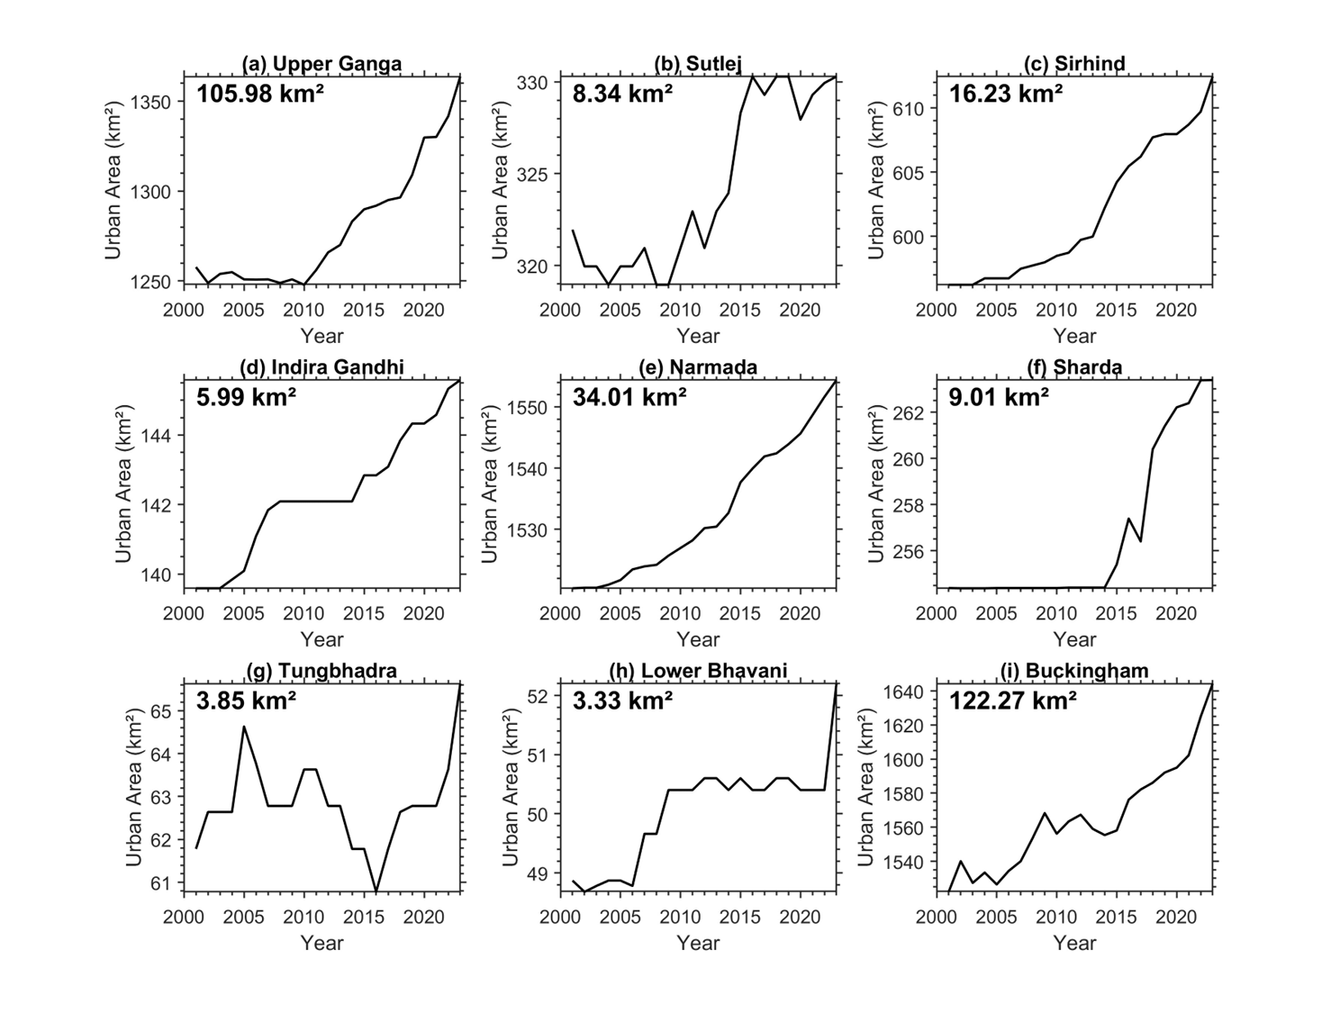 (a) Upper Ganga
105.98 km²
Urban Area (km²)
1350
1300
1250
2000 2005 2010 2015 2020
Year
(b) Sutlej
8.34 km²
Urban Area (km²)
330
325
320
2000 2005 2010 2015 2020
Year
(c) Sirhind
16.23 km²
Urban Area (km²)
610
605
600
2000 2005 2010 2015 2020
Year
(d) Indira Gandhi
5.99 km²
Urban Area (km²)
144
142
140
2000 2005 2010 2015 2020
Year
(e) Narmada
34.01 km²
Urban Area (km²)
1550
1540
1530
2000 2005 2010 2015 2020
Year
(f) Sharda
9.01 km²
Urban Area (km²)
262
260
258
256
2000 2005 2010 2015 2020
Year
(g) Tungbhadra
3.85 km²
Urban Area (km²)
65
64
63
62
61
2000 2005 2010 2015 2020
Year
(h) Lower Bhavani
3.33 km²
Urban Area (km²)
52
51
50
49
2000 2005 2010 2015 2020
Year
(i) Buckingham
122.27 km²
Urban Area (km²)
1640
1620
1600
1580
1560
1540
2000 2005 2010 2015 2020
Year